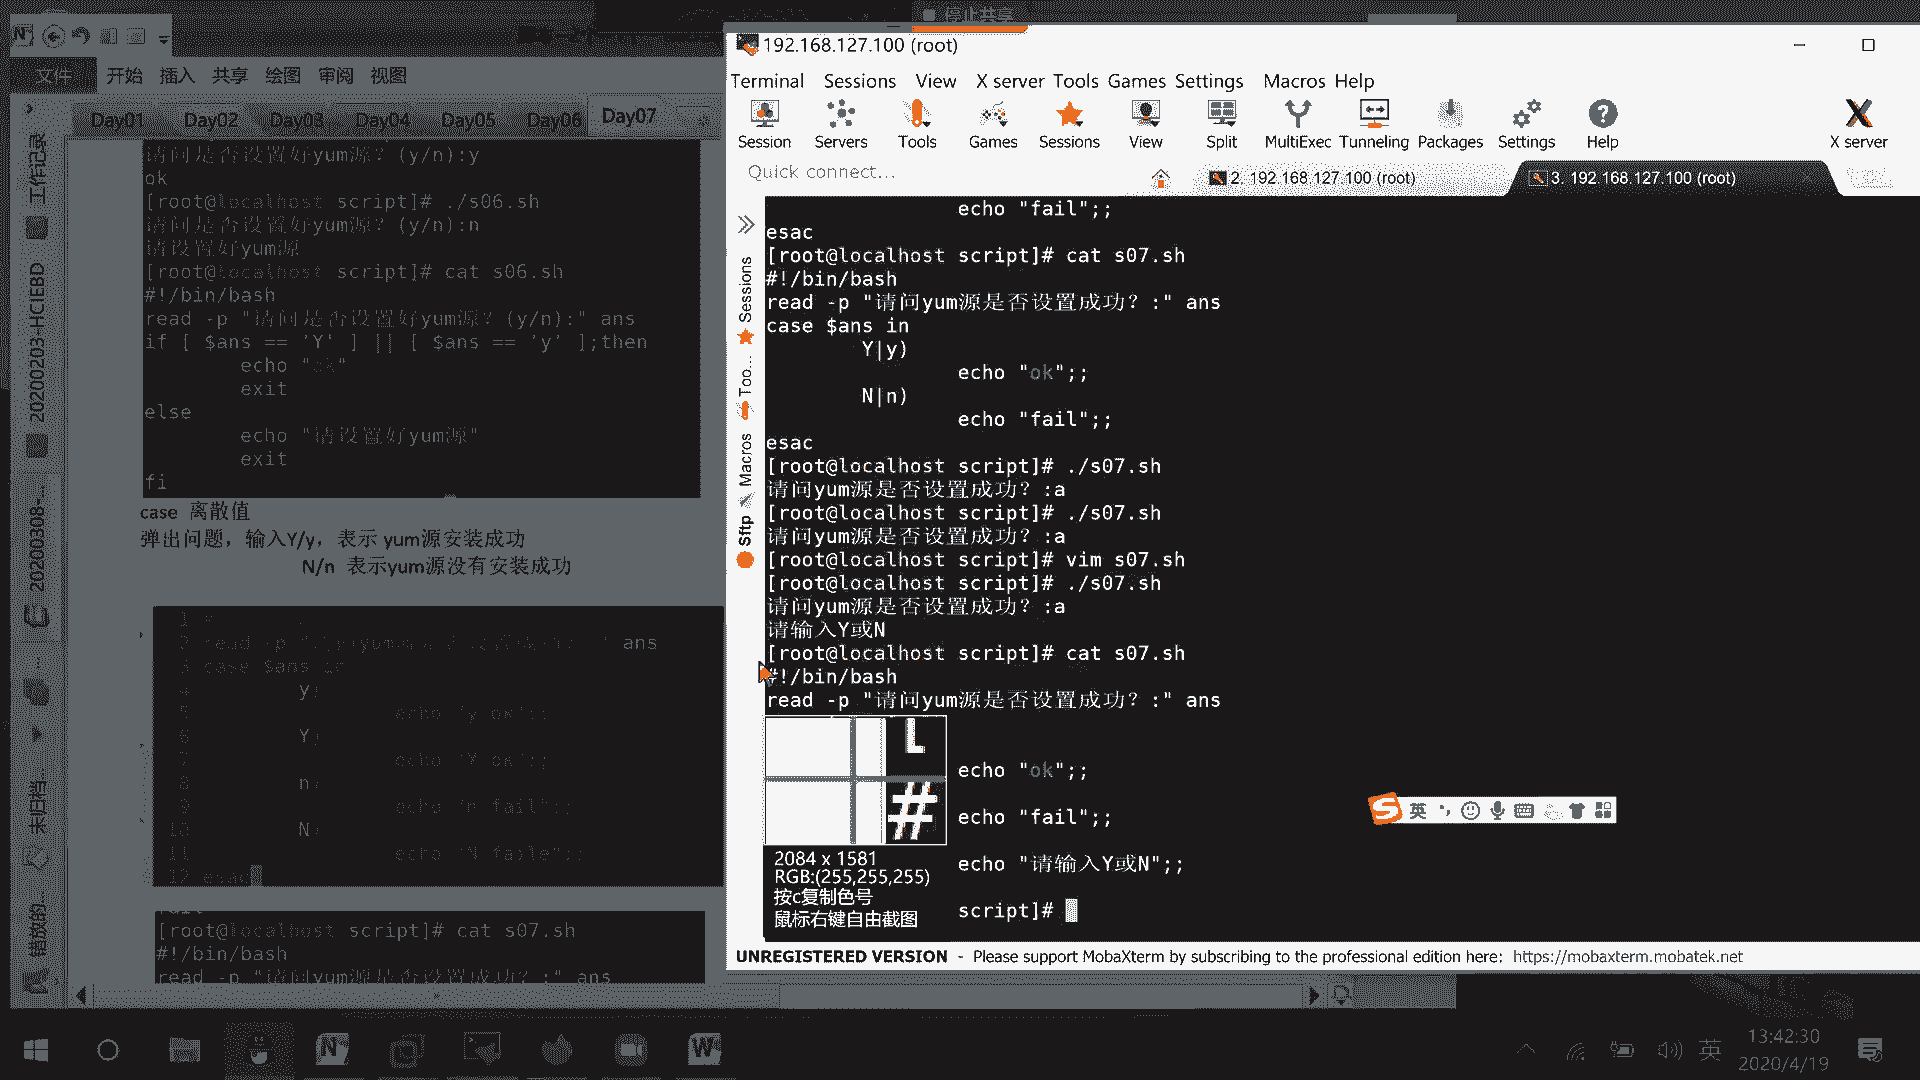 停止共享
文件 开始 插入 共享 绘图 审阅 视图
Day01 Day02 Day03 Day04 Day05 Day06 Day07
工作记录
20200203-HCIEBD
20200308-...
未归档...
错放的...
请问是否设置好yum源? (y/n):y
ok
[root@localhost script]# ./s06.sh
请问是否设置好yum源? (y/n):n
请设置好yum源
[root@localhost script]# cat s06.sh
#!/bin/bash
read -p "请问是否设置好yum源? (y/n):" ans
if [ $ans == 'Y' ] || [ $ans == 'y' ];then
echo "ok"
exit
else
echo "请设置好yum源"
exit
fi
case 离散值
弹出问题，输入Y/y，表示 yum源安装成功
N/n 表示yum源没有安装成功
1
2 read -p ans
3 case $ans in
4 y)
5 echo "y ok";;
6 Y)
7 echo "Y ok";;
8 n)
9 echo "n fail";;
10 N)
11 echo "N faile";;
12 esac
[root@localhost script]# cat s07.sh
#!/bin/bash
read -p "请问yum源是否设置成功? :" ans
192.168.127.100 (root)
Terminal Sessions View X server Tools Games Settings Macros Help
Session Servers Tools Games Sessions View Split MultiExec Tunneling Packages Settings Help X server
Quick connect...
2. 192.168.127.100 (root)
3. 192.168.127.100 (root)
Sessions
Too...
Macros
Sftp
echo "fail";;
esac
[root@localhost script]# cat s07.sh
#!/bin/bash
read -p "请问yum源是否设置成功? :" ans
case $ans in
Y|y)
echo "ok";;
N|n)
echo "fail";;
esac
[root@localhost script]# ./s07.sh
请问yum源是否设置成功? :a
[root@localhost script]# ./s07.sh
请问yum源是否设置成功? :a
[root@localhost script]# vim s07.sh
[root@localhost script]# ./s07.sh
请问yum源是否设置成功? :a
请输入Y或N
[root@localhost script]# cat s07.sh
#!/bin/bash
read -p "请问yum源是否设置成功? :" ans
echo "ok";;
echo "fail";;
echo "请输入Y或N";;
script]#
L
#
2084 x 1581
RGB:(255,255,255)
按c复制色号
鼠标右键自由截图
英
UNREGISTERED VERSION - Please support MobaXterm by subscribing to the professional edition here: https://mobaxterm.mobatek.net
英
13:42:30
2020/4/19